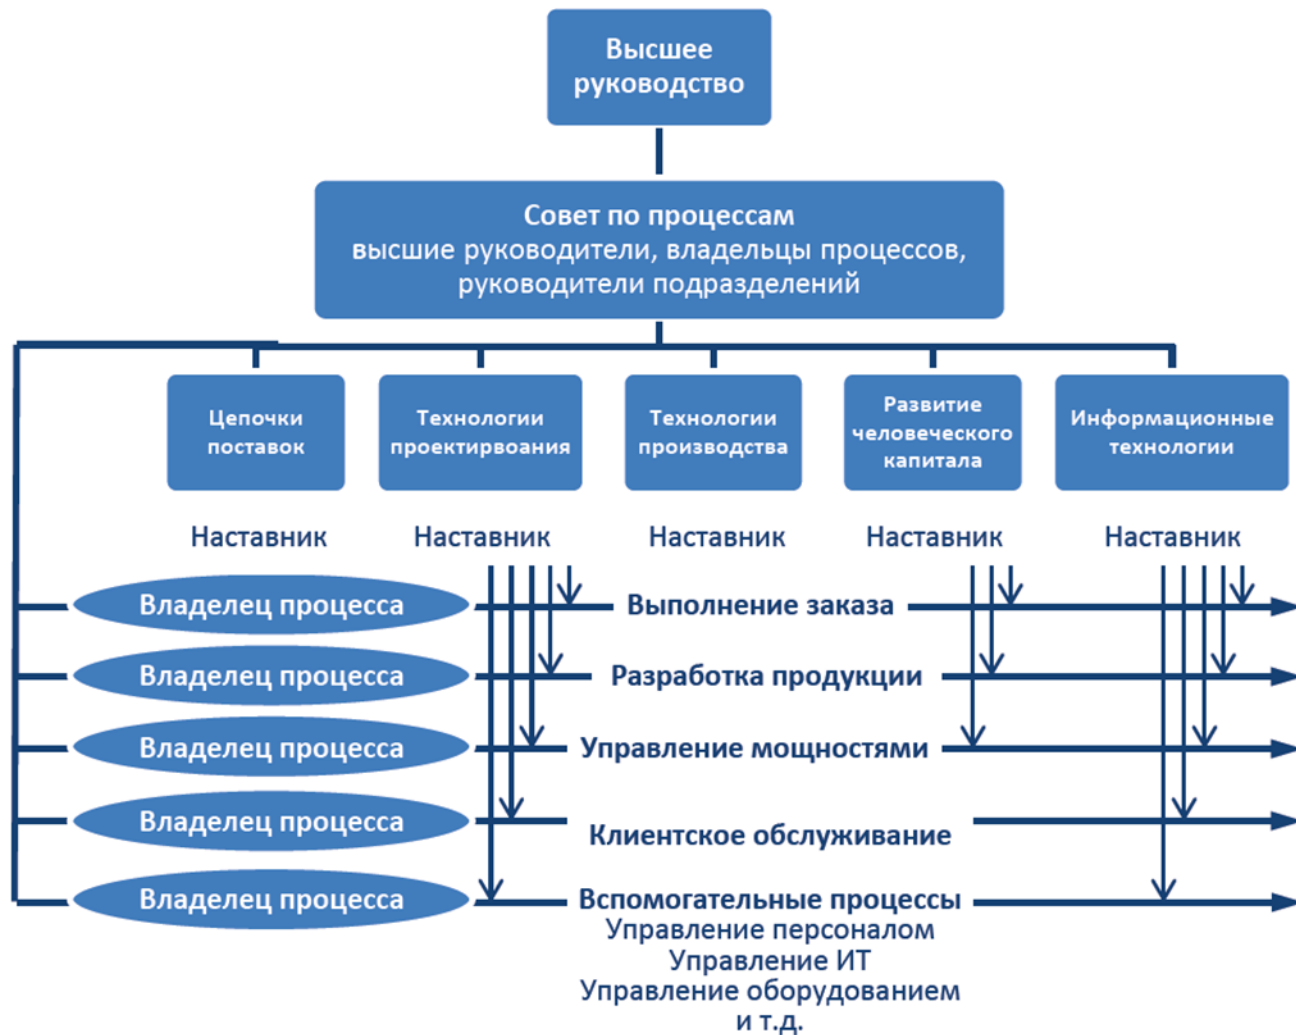 Высшее
руководство
Совет по процессам
высшие руководители, владельцы процессов,
руководители подразделений
Цепочки
поставок
Технологии
проектирвоания
Технологии
производства
Развитие
человеческого
капитала
Информационные
технологии
Наставник
Наставник
Наставник
Наставник
Наставник
Владелец процесса
Выполнение заказа
Владелец процесса
Разработка продукции
Владелец процесса
Управление мощностями
Владелец процесса
Клиентское обслуживание
Владелец процесса
Вспомогательные процессы
Управление персоналом
Управление ИТ
Управление оборудованием
и т.д.